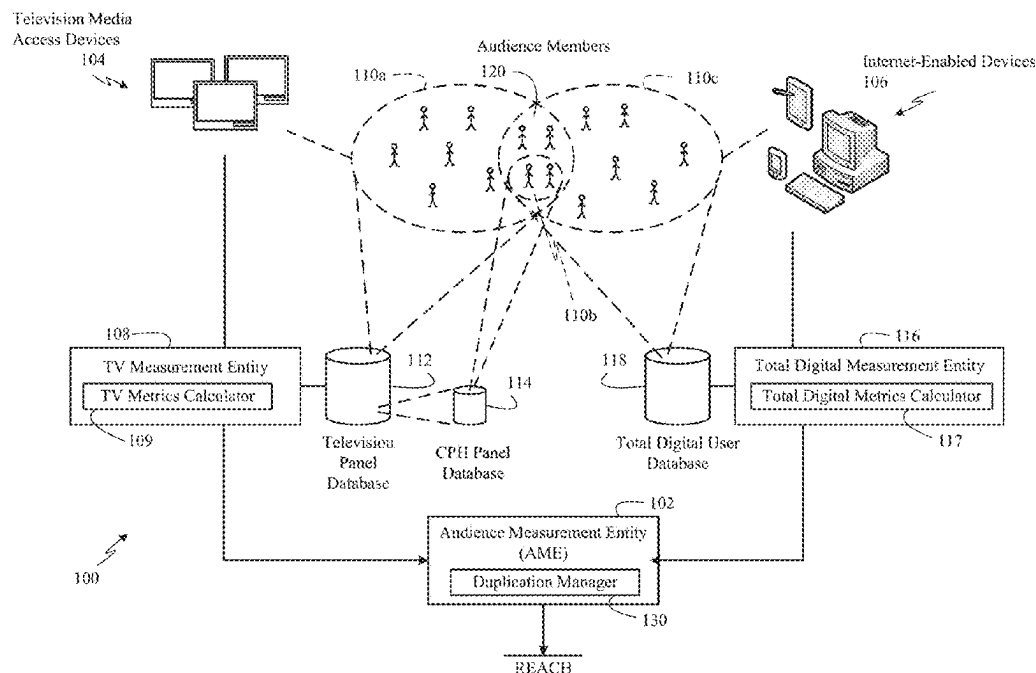 Television Media
Access Devices
104
Audience Members
110a
120
110c
Internet-Enabled Devices
106
110b
108
TV Measurement Entity
TV Metrics Calculator
109
112
114
118
116
Total Digital Measurement Entity
Total Digital Metrics Calculator
117
Television
Panel
Database
CPH Panel
Database
Total Digital User
Database
102
Audience Measurement Entity
(AME)
Duplication Manager
130
100
REACH